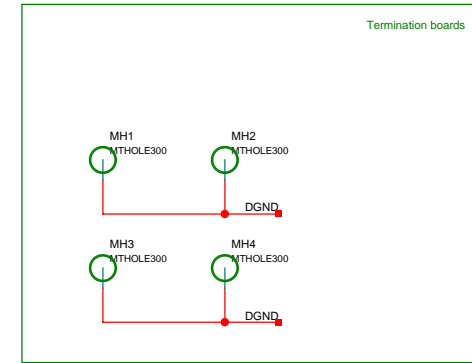 Termination boards
MH1 MH2
MTHOLE300 MTHOLE300
DGND
MH3 MH4
MTHOLE300 MTHOLE300
DGND